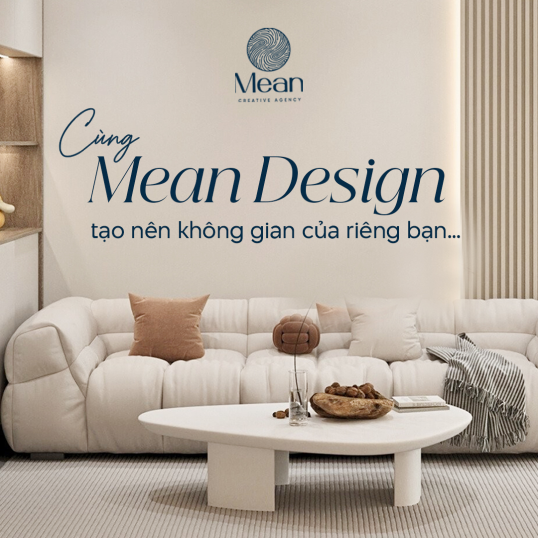 Mean
CREATIVE AGENCY
Cùng
Mean Design
tạo nên không gian của riêng bạn...